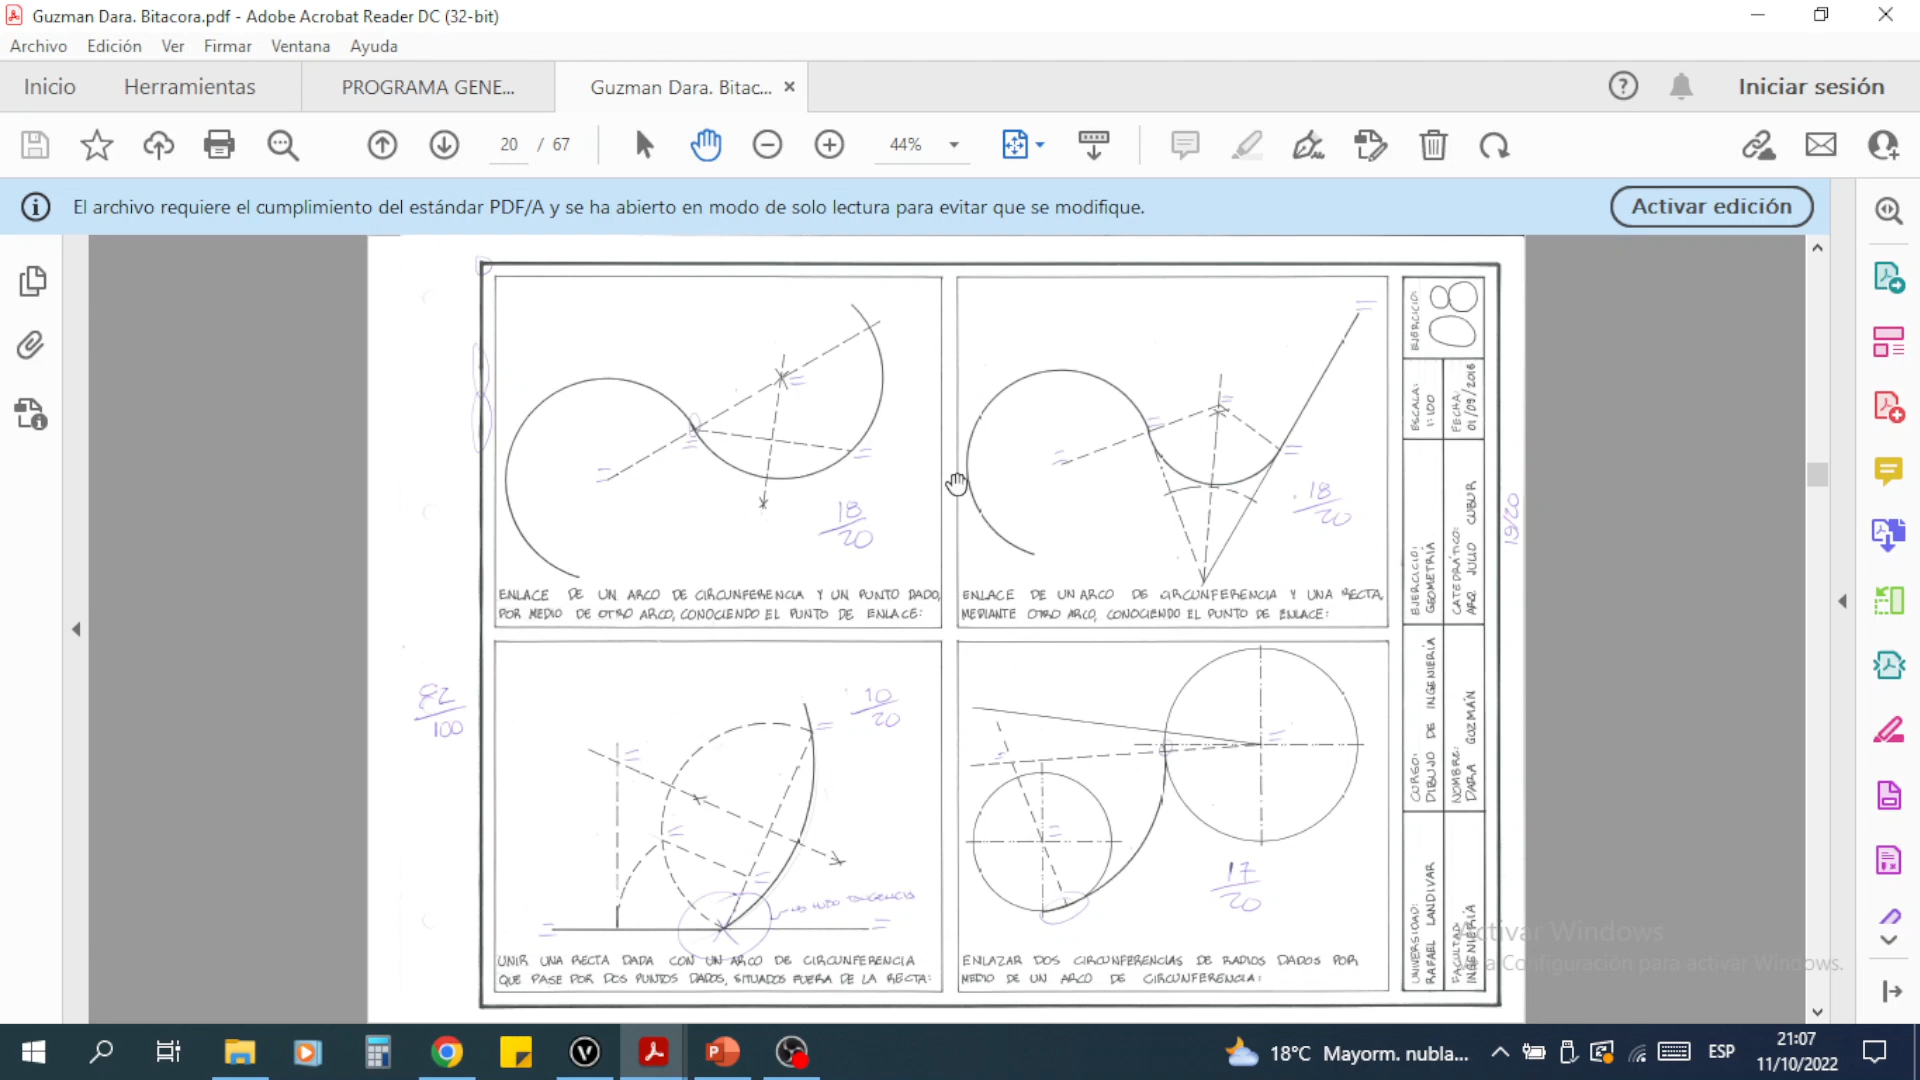 Guzman Dara. Bitacora.pdf - Adobe Acrobat Reader DC (32-bit)
Archivo Edición Ver Firmar Ventana Ayuda
Inicio Herramientas PROGRAMA GENE... Guzman Dara. Bitac... × Iniciar sesión
20 / 67 44%
El archivo requiere el cumplimiento del estándar PDF/A y se ha abierto en modo de solo lectura para evitar que se modifique. Activar edición
18/20
ENLACE DE UN ARCO DE CIRCUNFERENCIA Y UN PUNTO DADO,
POR MEDIO DE OTRO ARCO, CONOCIENDO EL PUNTO DE ENLACE:
18/20
ENLACE DE UN ARCO DE CIRCUNFERENCIA Y UNA RECTA,
MEDIANTE OTRO ARCO, CONOCIENDO EL PUNTO DE ENLACE:
82/100
10/20
UNIR UNA RECTA DADA CON UN ARCO DE CIRCUNFERENCIA
QUE PASE POR DOS PUNTOS DADOS, SITUADOS FUERA DE LA RECTA:
17/20
ENLAZAR DOS CIRCUNFERENCIAS DE RADIOS DADOS POR
MEDIO DE UN ARCO DE CIRCUNFERENCIA:
UNIVERSIDAD:
RAFAEL LANDIVAR
FACULTAD:
INGENIERÍA
CURSO:
DIBUJO DE INGENIERÍA
NOMBRE:
DARA GUZMÁN
EJERCICIO:
GEOMETRÍA
CATEDRÁTICO:
ARQ. JULIO CUBUR
ESCALA:
1:100
FECHA:
01/09/2016
EJERCICIO:
08
19/20
Activar Windows
Ve a Configuración para activar Windows.
18°C Mayorm. nubla... ESP
21:07
11/10/2022